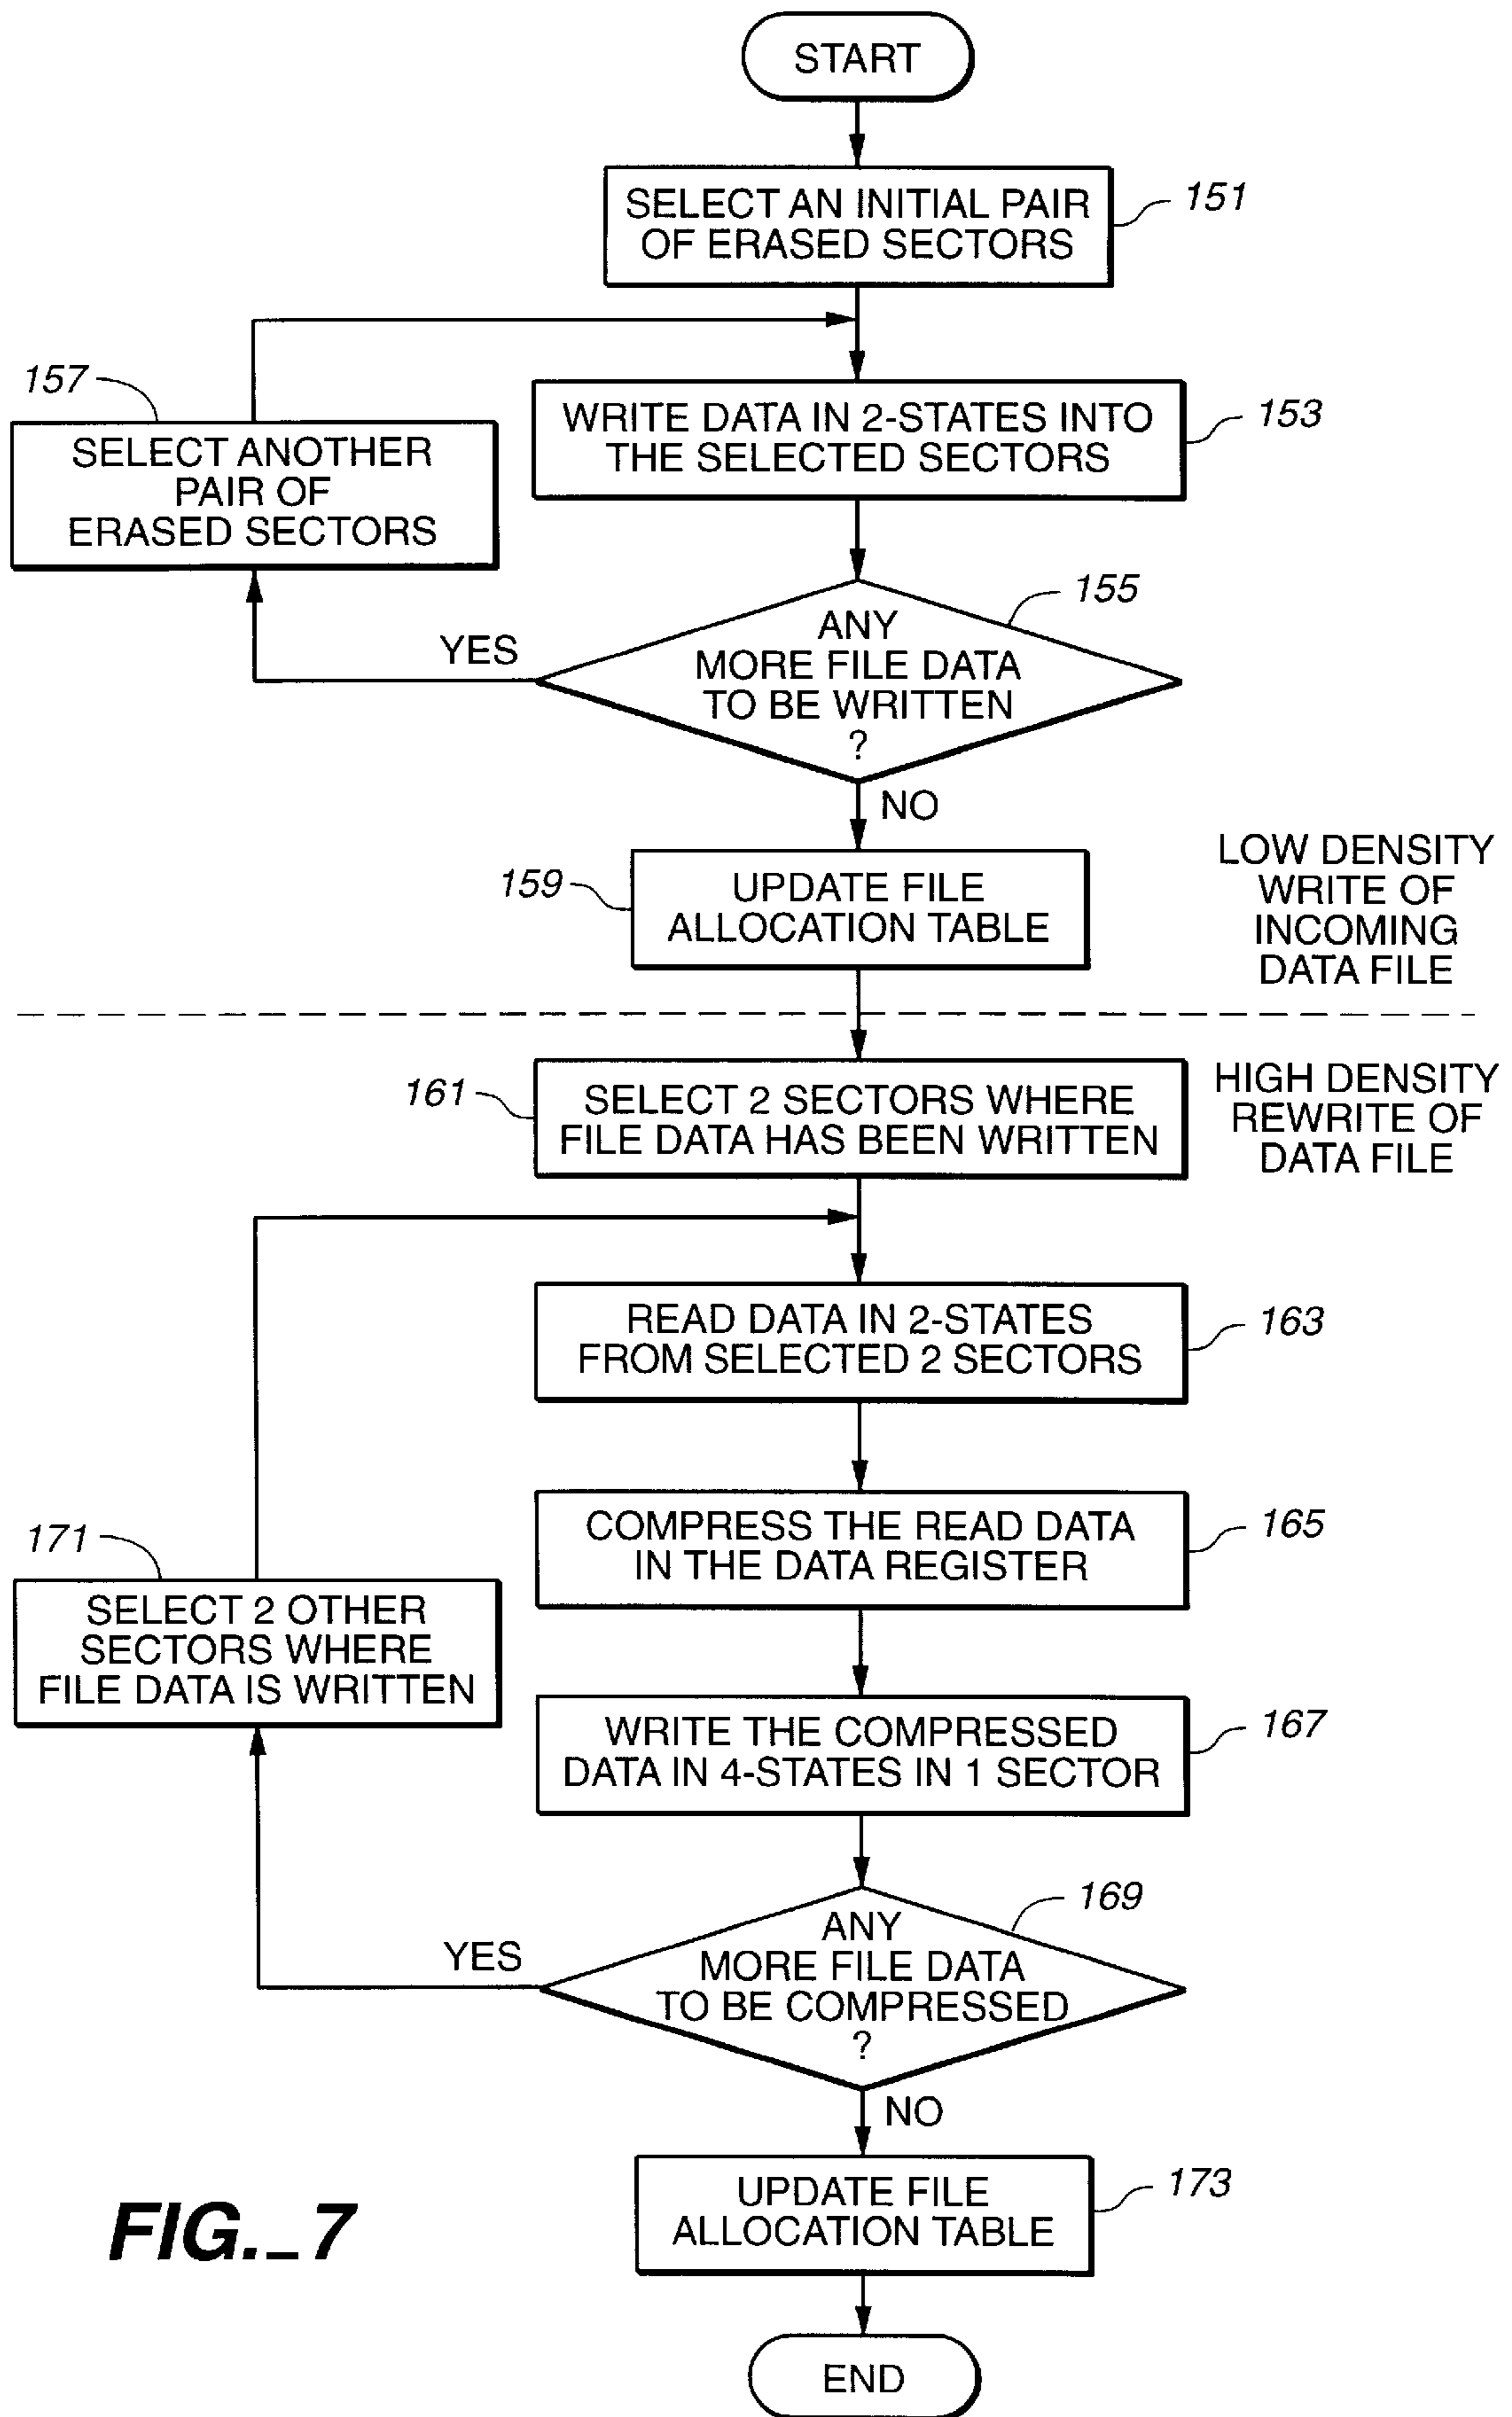 START
SELECT AN INITIAL PAIR
OF ERASED SECTORS
151
157
SELECT ANOTHER
PAIR OF
ERASED SECTORS
WRITE DATA IN 2-STATES INTO
THE SELECTED SECTORS
153
155
ANY
MORE FILE DATA
TO BE WRITTEN
?
YES
NO
159
UPDATE FILE
ALLOCATION TABLE
LOW DENSITY
WRITE OF
INCOMING
DATA FILE
161
SELECT 2 SECTORS WHERE
FILE DATA HAS BEEN WRITTEN
HIGH DENSITY
REWRITE OF
DATA FILE
READ DATA IN 2-STATES
FROM SELECTED 2 SECTORS
163
COMPRESS THE READ DATA
IN THE DATA REGISTER
165
171
SELECT 2 OTHER
SECTORS WHERE
FILE DATA IS WRITTEN
WRITE THE COMPRESSED
DATA IN 4-STATES IN 1 SECTOR
167
169
ANY
MORE FILE DATA
TO BE COMPRESSED
?
YES
NO
UPDATE FILE
ALLOCATION TABLE
173
FIG._7
END